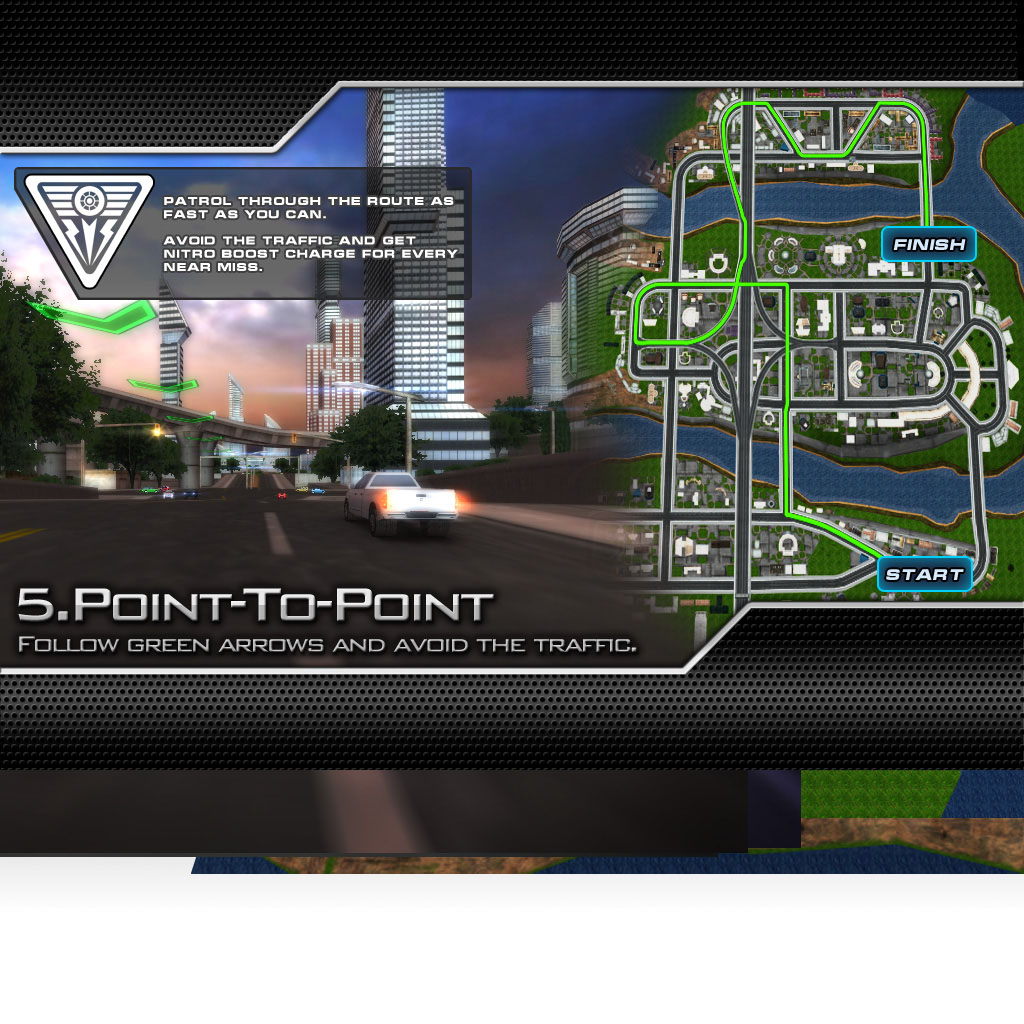 PATROL THROUGH THE ROUTE AS
FAST AS YOU CAN.
AVOID THE TRAFFIC AND GET
NITRO BOOST CHARGE FOR EVERY
NEAR MISS.
FINISH
START
5.POINT-TO-POINT
FOLLOW GREEN ARROWS AND AVOID THE TRAFFIC.